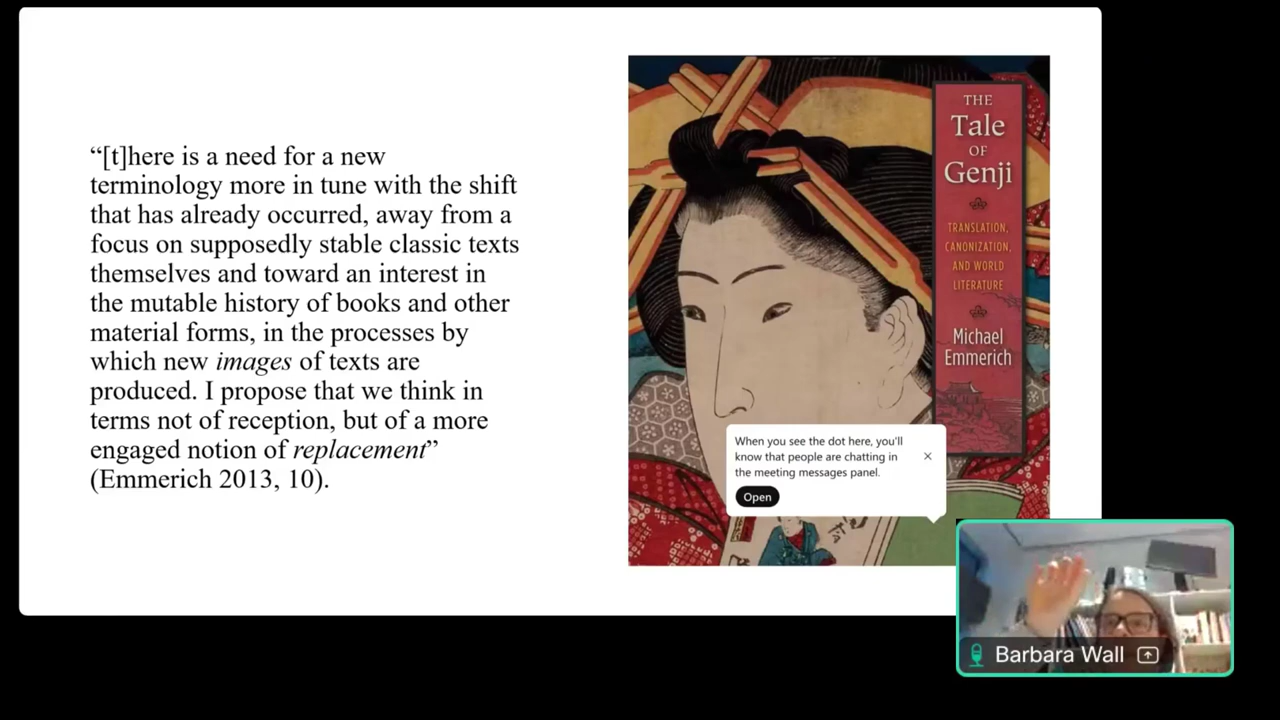 “[t]here is a need for a new
terminology more in tune with the shift
that has already occurred, away from a
focus on supposedly stable classic texts
themselves and toward an interest in
the mutable history of books and other
material forms, in the processes by
which new images of texts are
produced. I propose that we think in
terms not of reception, but of a more
engaged notion of replacement”
(Emmerich 2013, 10).
THE
Tale
OF
Genji
TRANSLATION,
CANONIZATION,
AND WORLD
LITERATURE
Michael
Emmerich
When you see the dot here, you'll
know that people are chatting in
the meeting messages panel.
Open
Barbara Wall